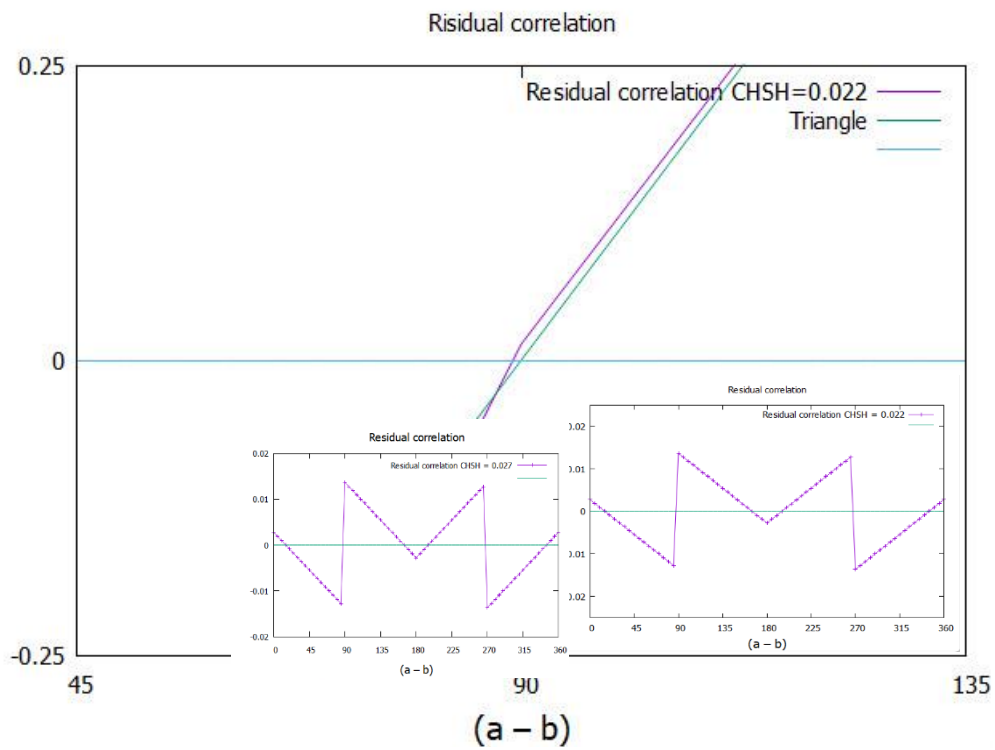 Risidual correlation
0.25
Residual correlation CHSH=0.022
Triangle
0
-0.25
45
90
135
(a – b)
Residual correlation
Residual correlation CHSH = 0.027
0.02
0.01
0
-0.01
-0.02
0 45 90 135 180 225 270 315 360
(a – b)
Residual correlation
Residual correlation CHSH = 0.022
0.02
0.01
0
0.01
0.02
0 45 90 135 180 225 270 315 360
(a – b)